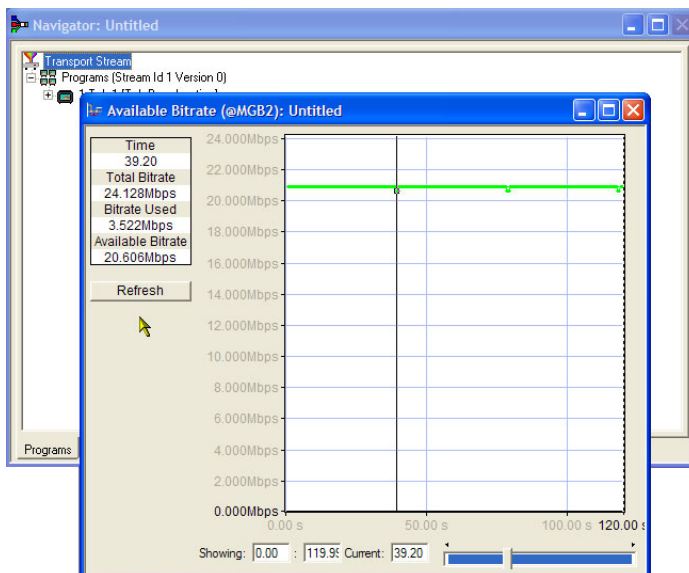 Navigator: Untitled
Transport Stream
Programs (Stream Id 1 Version 0)
Available Bitrate (@MGB2): Untitled
Time
39.20
Total Bitrate
24.128Mbps
Bitrate Used
3.522Mbps
Available Bitrate
20.606Mbps
Refresh
24.000Mbps
22.000Mbps
20.000Mbps
18.000Mbps
16.000Mbps
14.000Mbps
12.000Mbps
10.000Mbps
8.000Mbps
6.000Mbps
4.000Mbps
2.000Mbps
0.000Mbps
0.00 s 50.00 s 100.00 s 120.00 s
Programs
Showing: 0.00 : 119.95 Current: 39.20